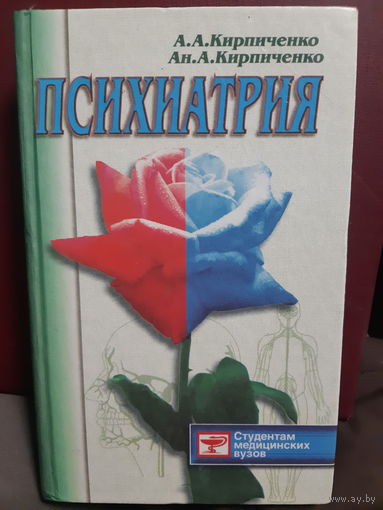 А.А.Кирпиченко
Ан.А.Кирпиченко
ПСИХИАТРИЯ
Студентам
медицинских
вузов
www.ay.by